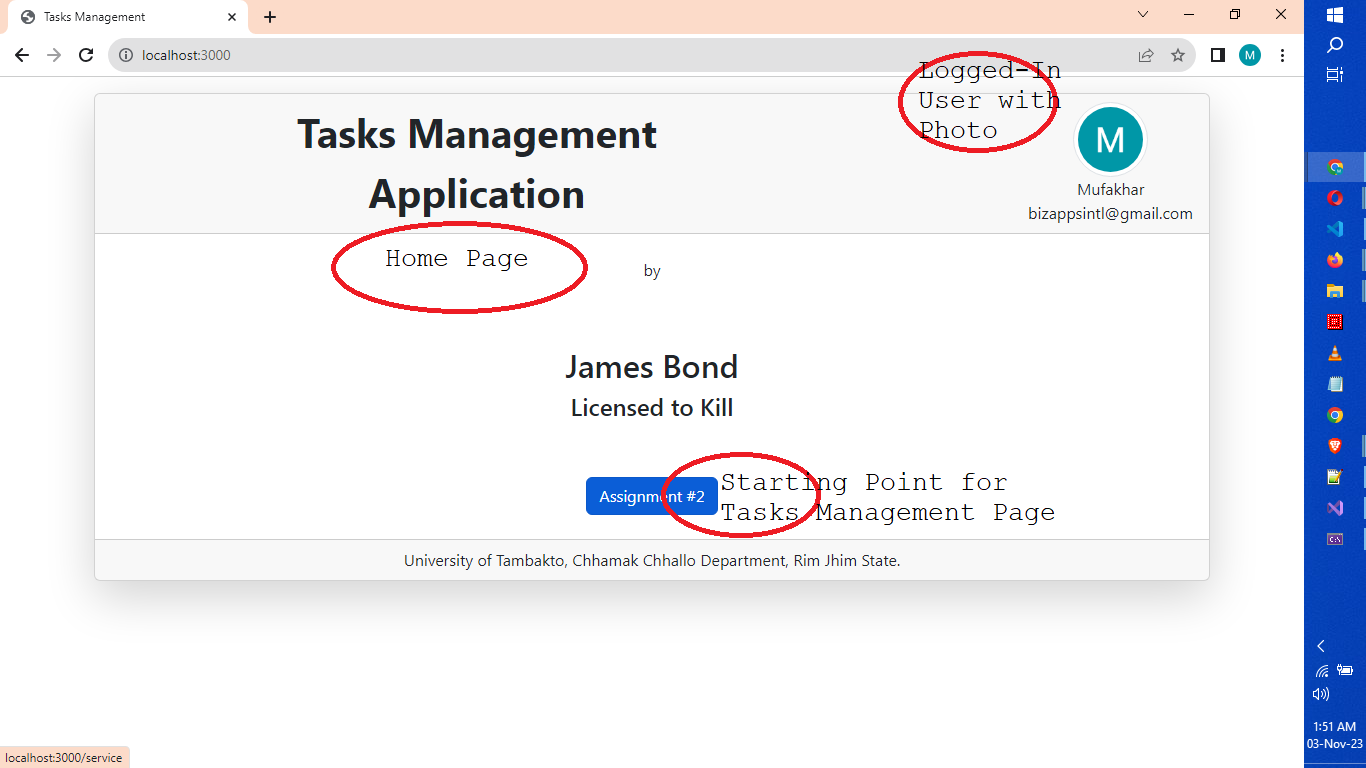 Tasks Management
localhost:3000
M
Logged-In
User with
Photo
Tasks Management
Application
M
Mufakhar
bizappsintl@gmail.com
Home Page
by
James Bond
Licensed to Kill
Assignment #2
Starting Point for
Tasks Management Page
University of Tambakto, Chhamak Chhallo Department, Rim Jhim State.
localhost:3000/service
1:51 AM
03-Nov-23